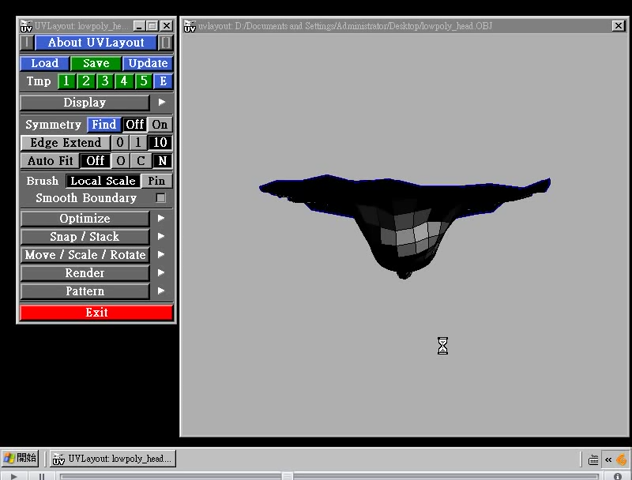 UVLayout: lowpoly_he...
About UVLayout
Load Save Update
Tmp 1 2 3 4 5 E
Display
Symmetry Find Off On
Edge Extend 0 1 10
Auto Fit Off O C N
Brush Local Scale Pin
Smooth Boundary
Optimize
Snap / Stack
Move / Scale / Rotate
Render
Pattern
Exit
uvlayout: D:/Documents and Settings/Administrator/Desktop/lowpoly_head.OBJ
開始
UVLayout: lowpoly_head...